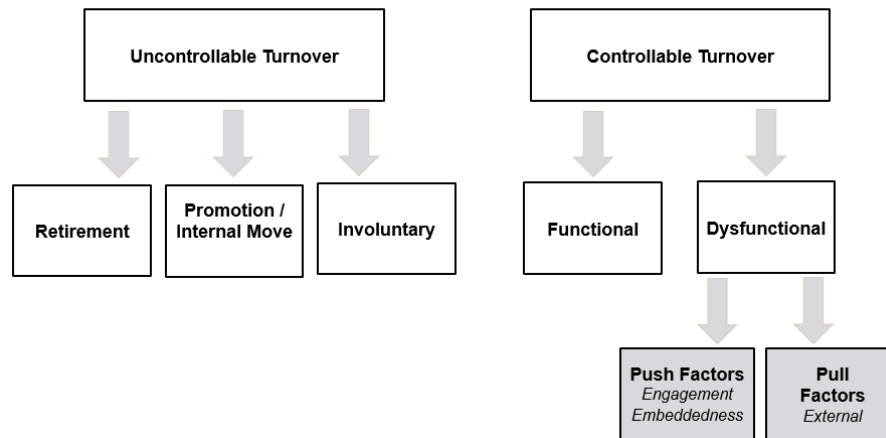 Uncontrollable Turnover
Controllable Turnover
Retirement
Promotion /
Internal Move
Involuntary
Functional
Dysfunctional
Push Factors
Engagement
Embeddedness
Pull
Factors
External